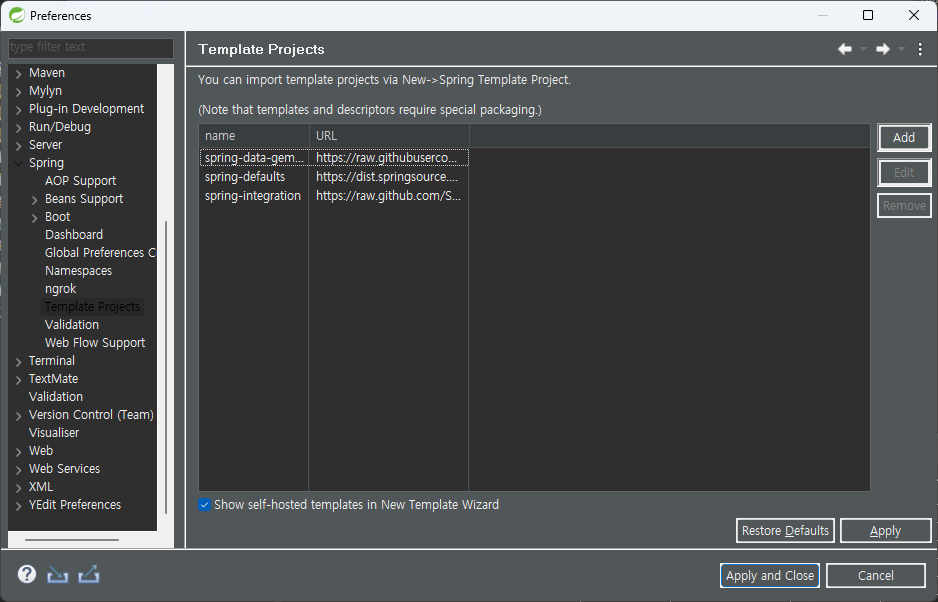 Preferences
type filter text
Maven
Mylyn
Plug-in Development
Run/Debug
Server
Spring
AOP Support
Beans Support
Boot
Dashboard
Global Preferences C
Namespaces
ngrok
Template Projects
Validation
Web Flow Support
Terminal
TextMate
Validation
Version Control (Team)
Visualiser
Web
Web Services
XML
YEdit Preferences
Template Projects
You can import template projects via New->Spring Template Project.
(Note that templates and descriptors require special packaging.)
name URL
spring-data-gem... https://raw.githubuserco...
spring-defaults https://dist.springsource....
spring-integration https://raw.github.com/S...
Add
Edit
Remove
Show self-hosted templates in New Template Wizard
Restore Defaults Apply
? Apply and Close Cancel